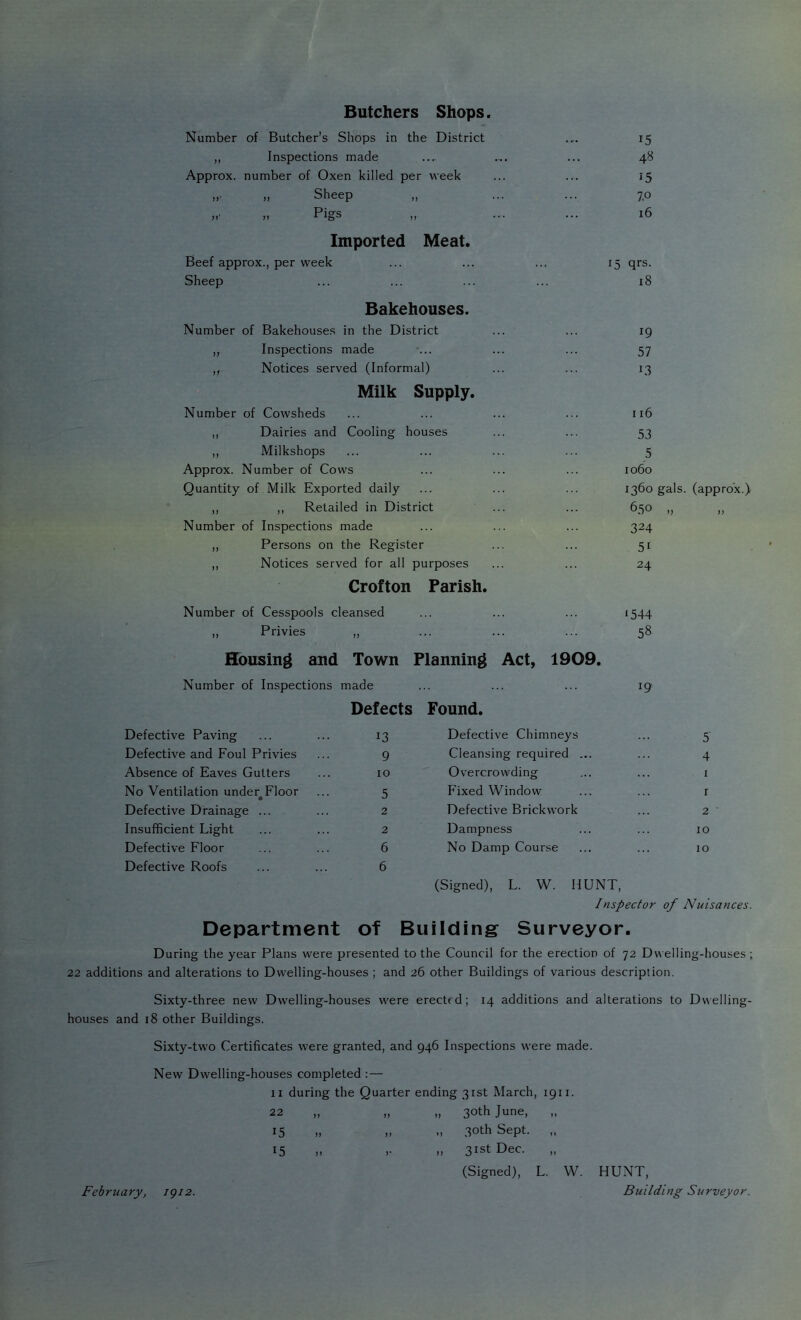 Butchers Shops.
Number of Butcher's Shops in the District ... 15
,, Inspections made ... ... ... 48
Approx. number of Oxen killed per week ... ... 15
,, ,, Sheep ,, ... ... 70
,, ,, Pigs ,, ... ... 16
Imported Meat.
Beef approx., per week ... ... ... 15 qrs.
Sheep ... ... ... ... 18
Bakehouses.
Number of Bakehouses in the District ... ... 19
,, Inspections made ... ... ... 57
,, Notices served (Informal) ... ... 13
Milk Supply.
Number of Cowsheds ... ... ... ... 116
,, Dairies and Cooling houses ... ... 53
,, Milkshops ... ... ... ... 5
Approx. Number of Cows ... ... ... 1060
Quantity of Milk Exported daily ... ... ... 1360 gals. (approx.)
,, ,, Retailed in District ... ... 650 ,, ,,
Number of Inspections made ... ... ... 324
,, Persons on the Register ... ... 51
,, Notices served for all purposes ... ... 24
Crofton Parish.
Number of Cesspools cleansed ... ... ... 1544
,, Privies ,, ... ... ... 58
Housing and Town Planning Act, 1909.
Number of Inspections made ... ... ... 19
Defects Found.
Defective Paving ... ... 13 Defective Chimneys ... 5
Defective and Foul Privies ... 9 Cleansing required ... ... 4
Absence of Eaves Gutters ... 10 Overcrowding ... ... 1
No Ventilation under Floor ... 5 Fixed Window ... ... 1
Defective Drainage ... ... 2 Defective Brickwork ... 2
Insufficient Light ... ... 2 Dampness ... ... 10
Defective Floor ... ... 6 No Damp Course ... ... 10
Defective Roofs ... ... 6
(Signed), L. W. HUNT,
Inspector of Nuisances.
Department of Building Surveyor.
During the year Plans were presented to the Council for the erection of 72 Dwelling-houses;
22 additions and alterations to Dwelling-houses; and 26 other Buildings of various description.
Sixty-three new Dwelling-houses were erected; 14 additions and alterations to Dwelling-
houses and 18 other Buildings.
Sixty-two Certificates were granted, and 946 Inspections were made.
New Dwelling-houses completed :—
11 during the Quarter ending 31st March, 1911.
22 ,, ,, ,, 30th June, ,,
15 ,, ,, ,, 30th Sept. ,,
15 ,, ,, ,, 31st Dec. ,,
(Signed), L. W. HUNT,
February, 1912. Building Surveyor.